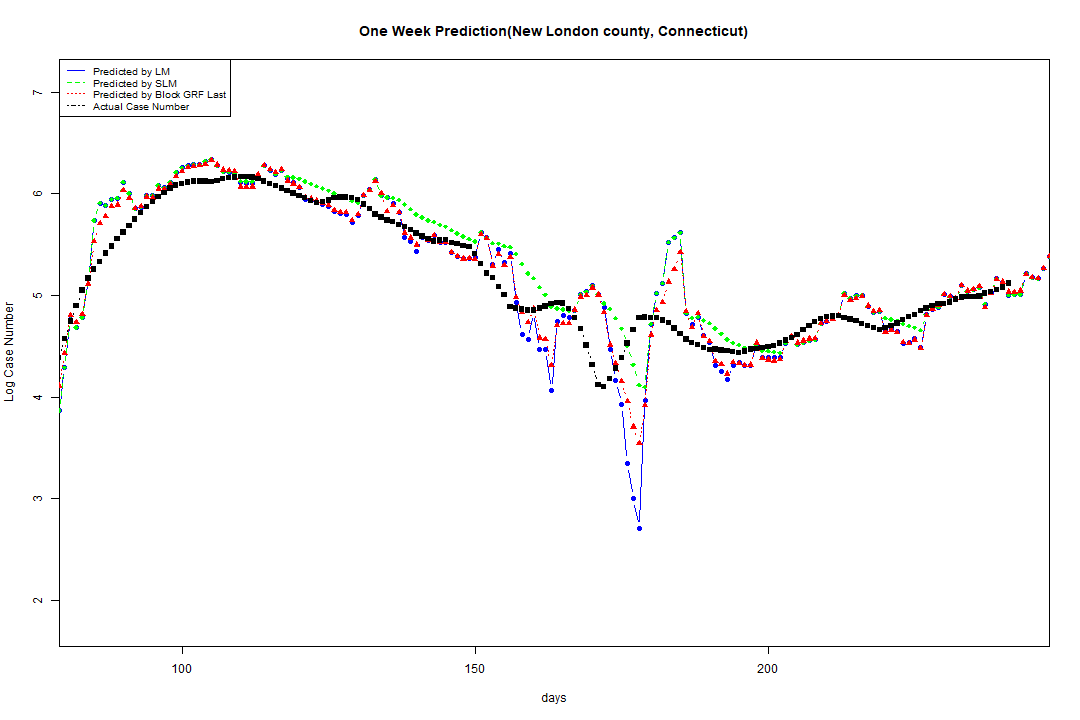 One Week Prediction(New London county, Connecticut)
Predicted by LM
Predicted by SLM
Predicted by Block GRF Last
Actual Case Number
7
6
5
4
3
2
Log Case Number
100 150 200
days